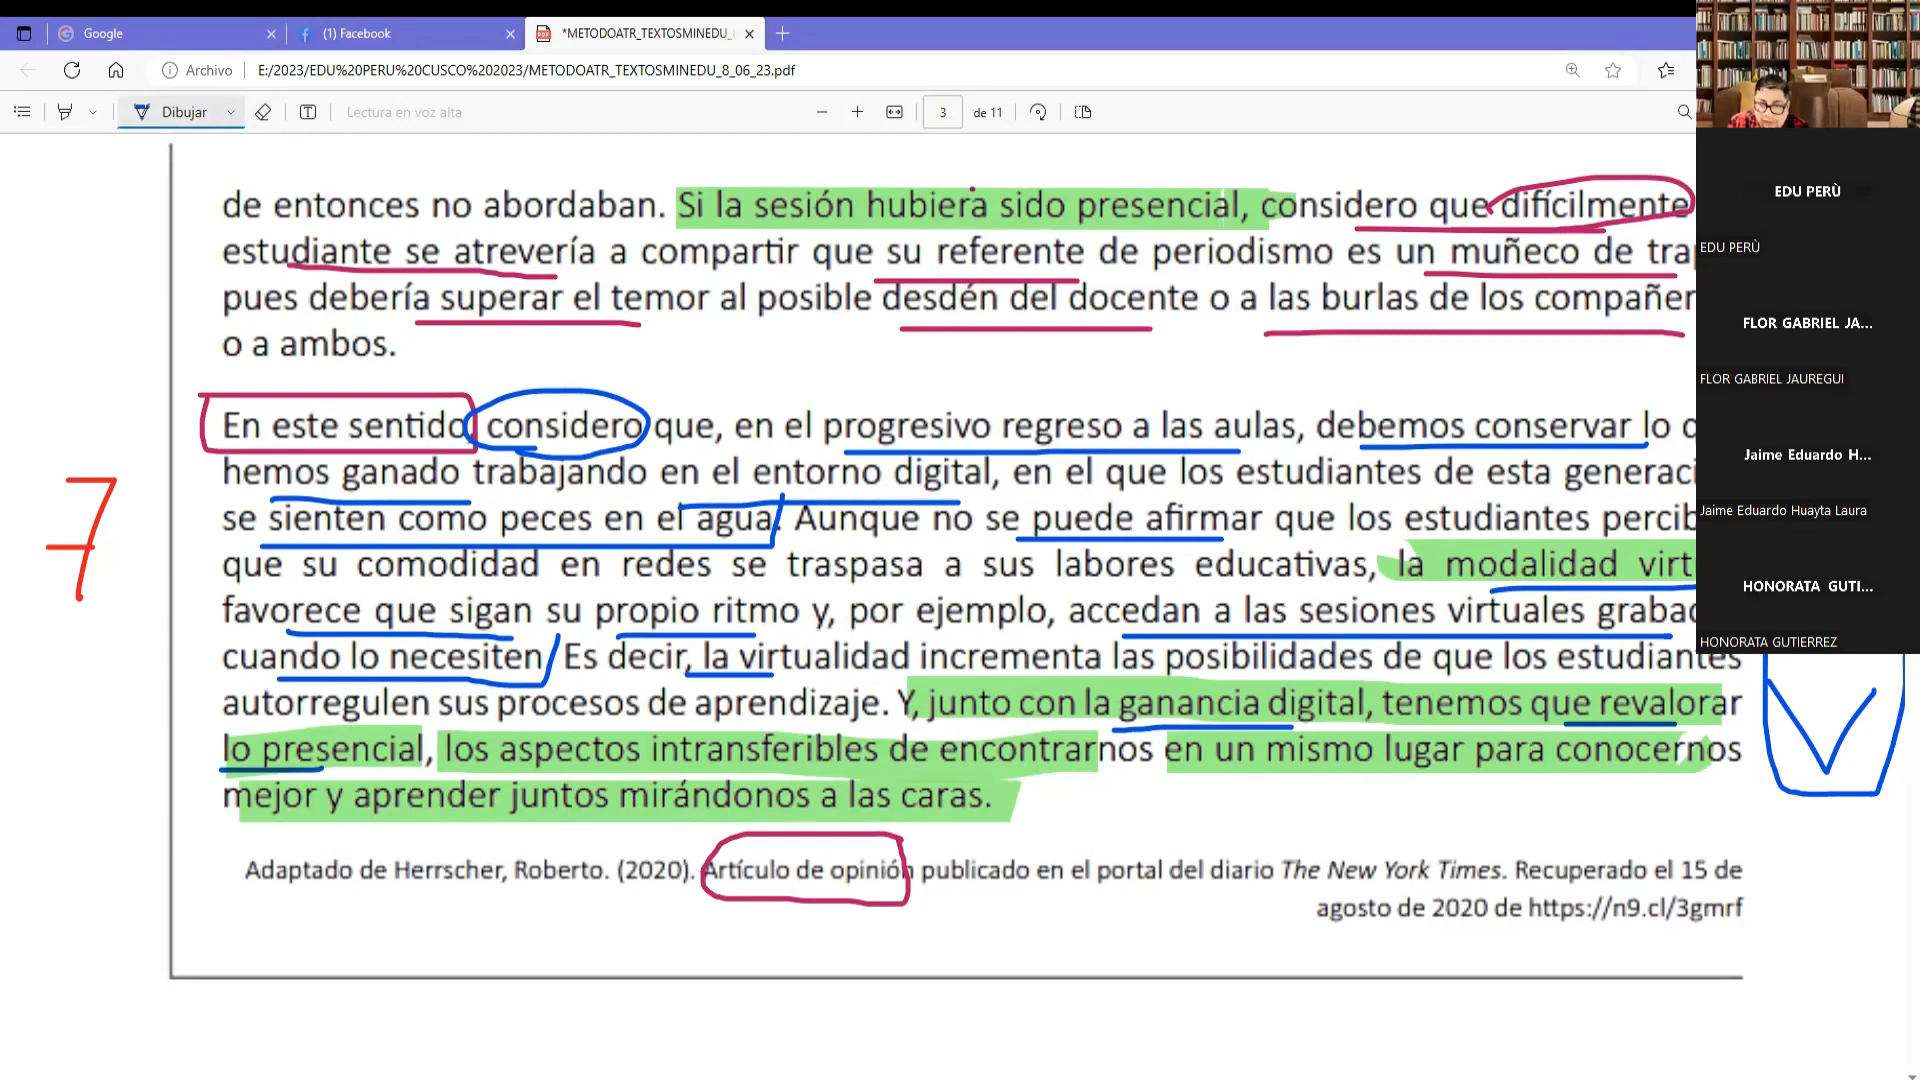 Google
(1) Facebook
*METODOATR_TEXTOSMINEDU_
Archivo
E:/2023/EDU%20PERU%20CUSCO%202023/METODOATR_TEXTOSMINEDU_8_06_23.pdf
Dibujar
Lectura en voz alta
3 de 11
de entonces no abordaban. Si la sesión hubiera sido presencial, considero que difícilmente
estudiante se atrevería a compartir que su referente de periodismo es un muñeco de tra
pues debería superar el temor al posible desdén del docente o a las burlas de los compañer
o a ambos.
En este sentido, considero que, en el progresivo regreso a las aulas, debemos conservar lo
hemos ganado trabajando en el entorno digital, en el que los estudiantes de esta generaci
se sienten como peces en el agua. Aunque no se puede afirmar que los estudiantes percib
que su comodidad en redes se traspasa a sus labores educativas, la modalidad virt
favorece que sigan su propio ritmo y, por ejemplo, accedan a las sesiones virtuales graba
cuando lo necesiten. Es decir, la virtualidad incrementa las posibilidades de que los estudiantes
autorregulen sus procesos de aprendizaje. Y, junto con la ganancia digital, tenemos que revalorar
lo presencial, los aspectos intransferibles de encontrarnos en un mismo lugar para conocernos
mejor y aprender juntos mirándonos a las caras.
Adaptado de Herrscher, Roberto. (2020). Artículo de opinión publicado en el portal del diario The New York Times. Recuperado el 15 de
agosto de 2020 de https://n9.cl/3gmrf
7
EDU PERÙ
EDU PERÙ
FLOR GABRIEL JA...
FLOR GABRIEL JAUREGUI
Jaime Eduardo H...
Jaime Eduardo Huayta Laura
HONORATA GUTI...
HONORATA GUTIERREZ